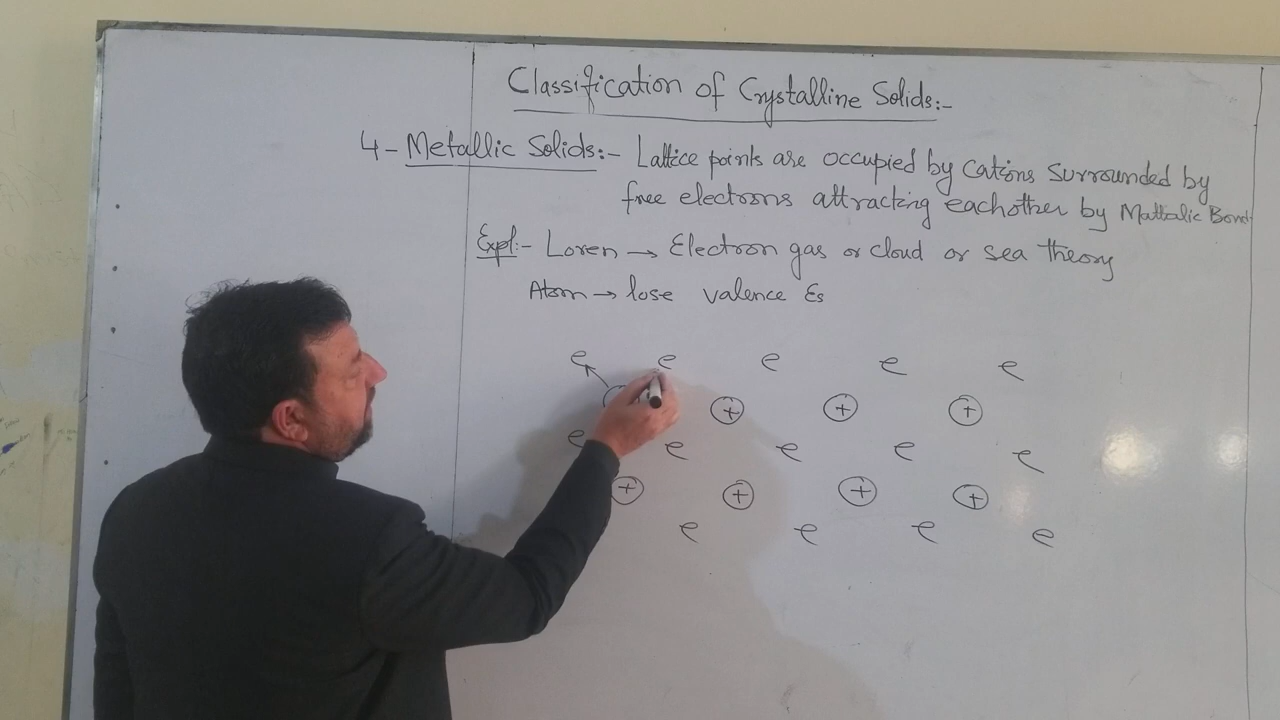 Classification of Crystalline Solids:-
4- Metallic Solids:- Lattice points are occupied by Cations Surrounded by
free electrons attracting eachother by Mattalic Bond
Expl:- Loren → Electron gas or cloud or sea theory
Atom → lose valence Es
e e e e e
+ + +
e e e e e
+ + + +
e e e e